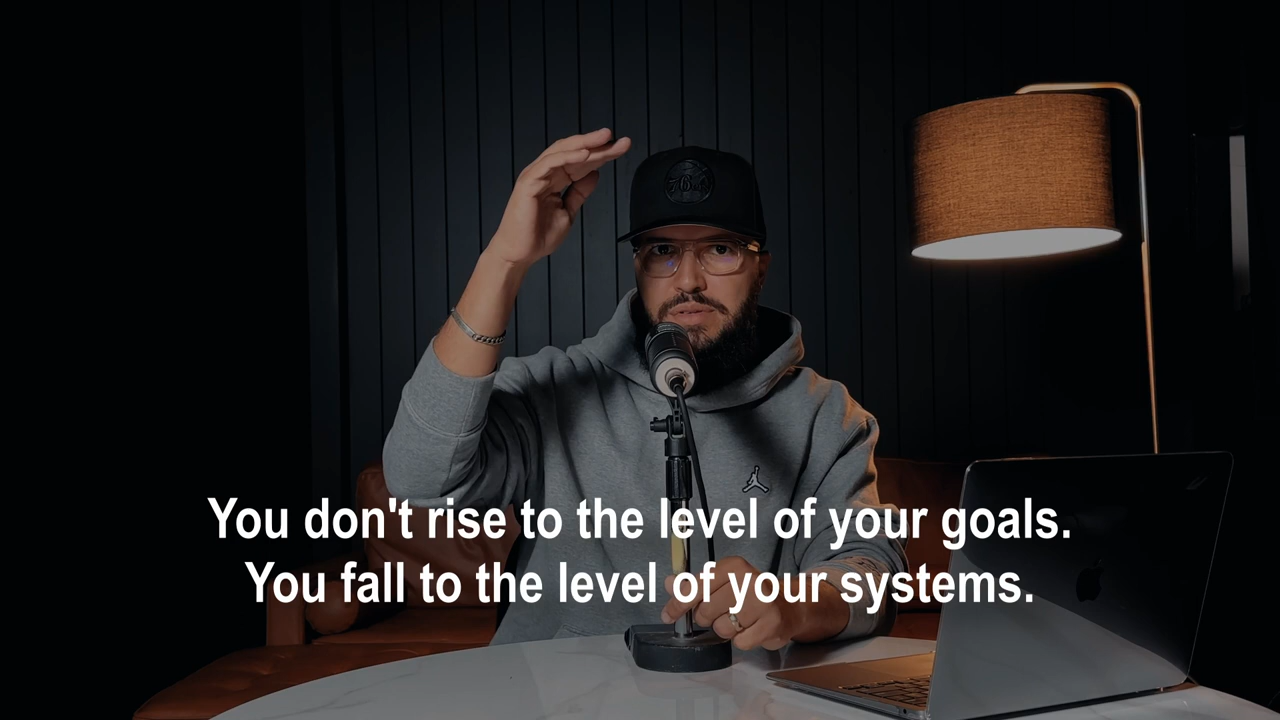 You don't rise to the level of your goals.
You fall to the level of your systems.